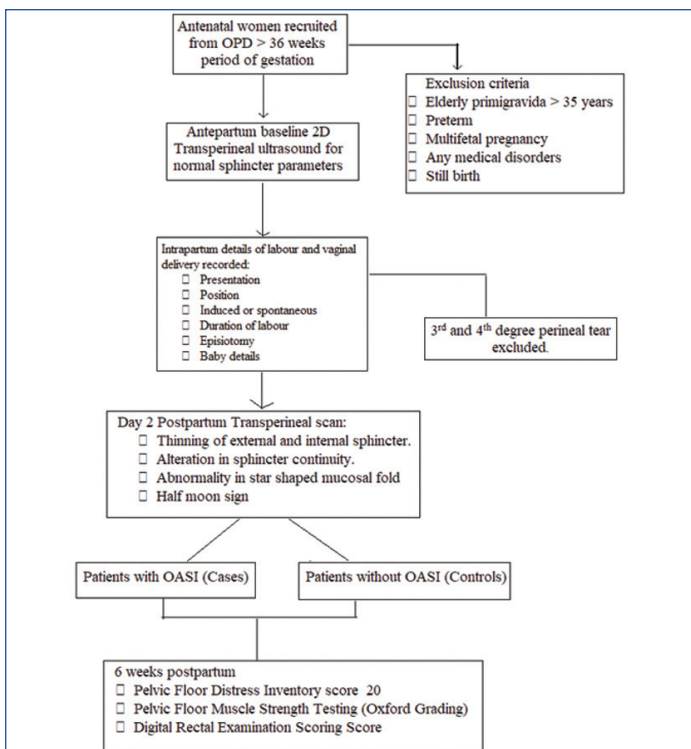 Antenatal women recruited
from OPD > 36 weeks
period of gestation
Exclusion criteria
☐ Elderly primigravida > 35 years
☐ Preterm
☐ Multifetal pregnancy
☐ Any medical disorders
☐ Still birth
Antepartum baseline 2D
Transperineal ultrasound for
normal sphincter parameters
Intrapartum details of labour and vaginal
delivery recorded:
☐ Presentation
☐ Position
☐ Induced or spontaneous
☐ Duration of labour
☐ Episiotomy
☐ Baby details
3rd and 4th degree perineal tear
excluded.
Day 2 Postpartum Transperineal scan:
☐ Thinning of external and internal sphincter.
☐ Alteration in sphincter continuity.
☐ Abnormality in star shaped mucosal fold
☐ Half moon sign
Patients with OASI (Cases)
Patients without OASI (Controls)
6 weeks postpartum
☐ Pelvic Floor Distress Inventory score 20
☐ Pelvic Floor Muscle Strength Testing (Oxford Grading)
☐ Digital Rectal Examination Scoring Score